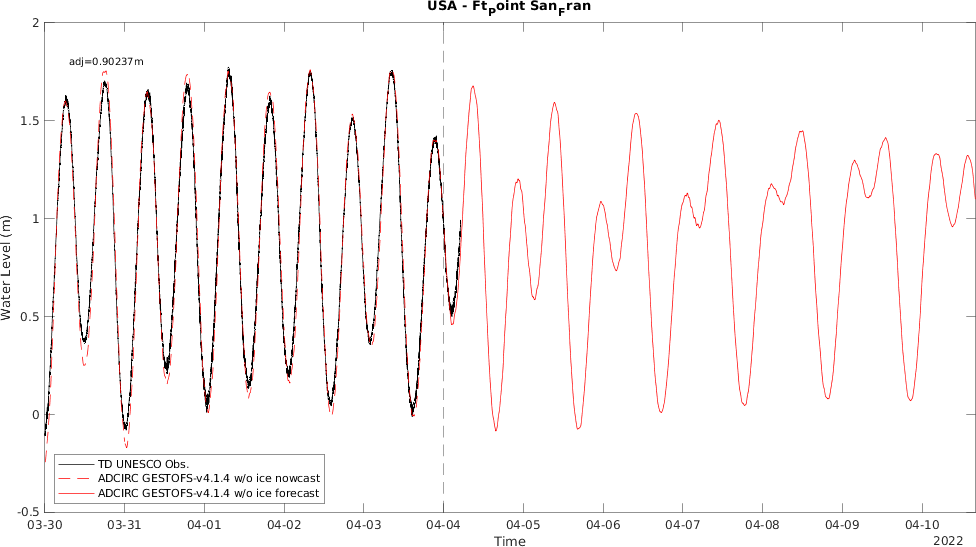 USA - Ft_Point San_Fran
2
adj=0.90237m
1.5
1
Water Level (m)
0.5
0
TD UNESCO Obs.
ADCIRC GESTOFS-v4.1.4 w/o ice nowcast
ADCIRC GESTOFS-v4.1.4 w/o ice forecast
-0.5
03-30 03-31 04-01 04-02 04-03 04-04 04-05 04-06 04-07 04-08 04-09 04-10
Time
2022